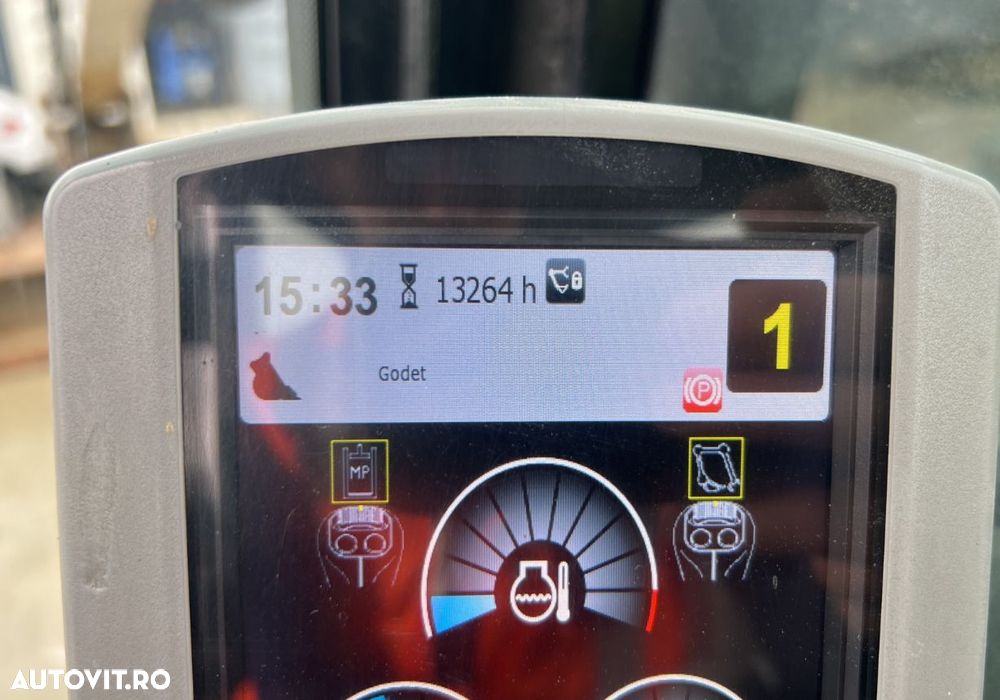 15:33 13264 h
1
Godet
P
MP
AUTOVIT.RO